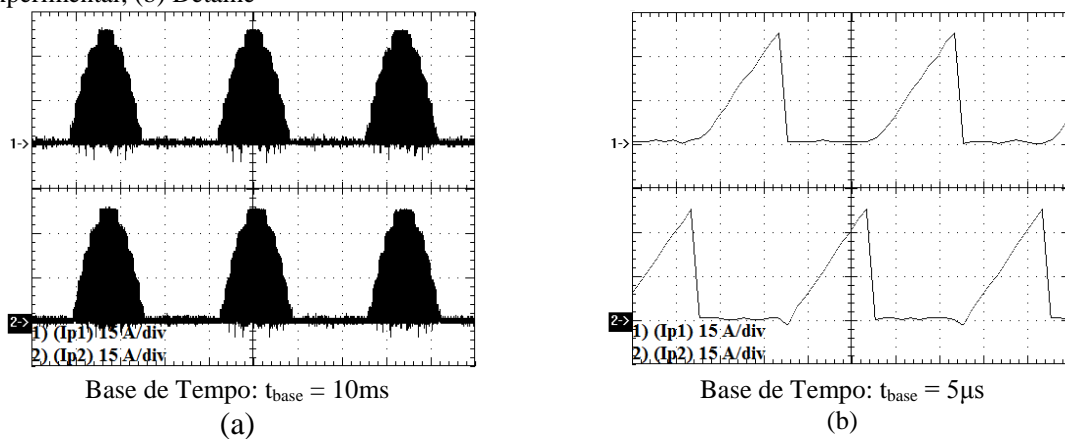 xperimental; (b) Detalhe
1->
2->
1) (Ip1) 15 A/div
2) (Ip2) 15 A/div
Base de Tempo: tbase = 10ms
(a)
1->
2->
1) (Ip1) 15 A/div
2) (Ip2) 15 A/div
Base de Tempo: tbase = 5μs
(b)